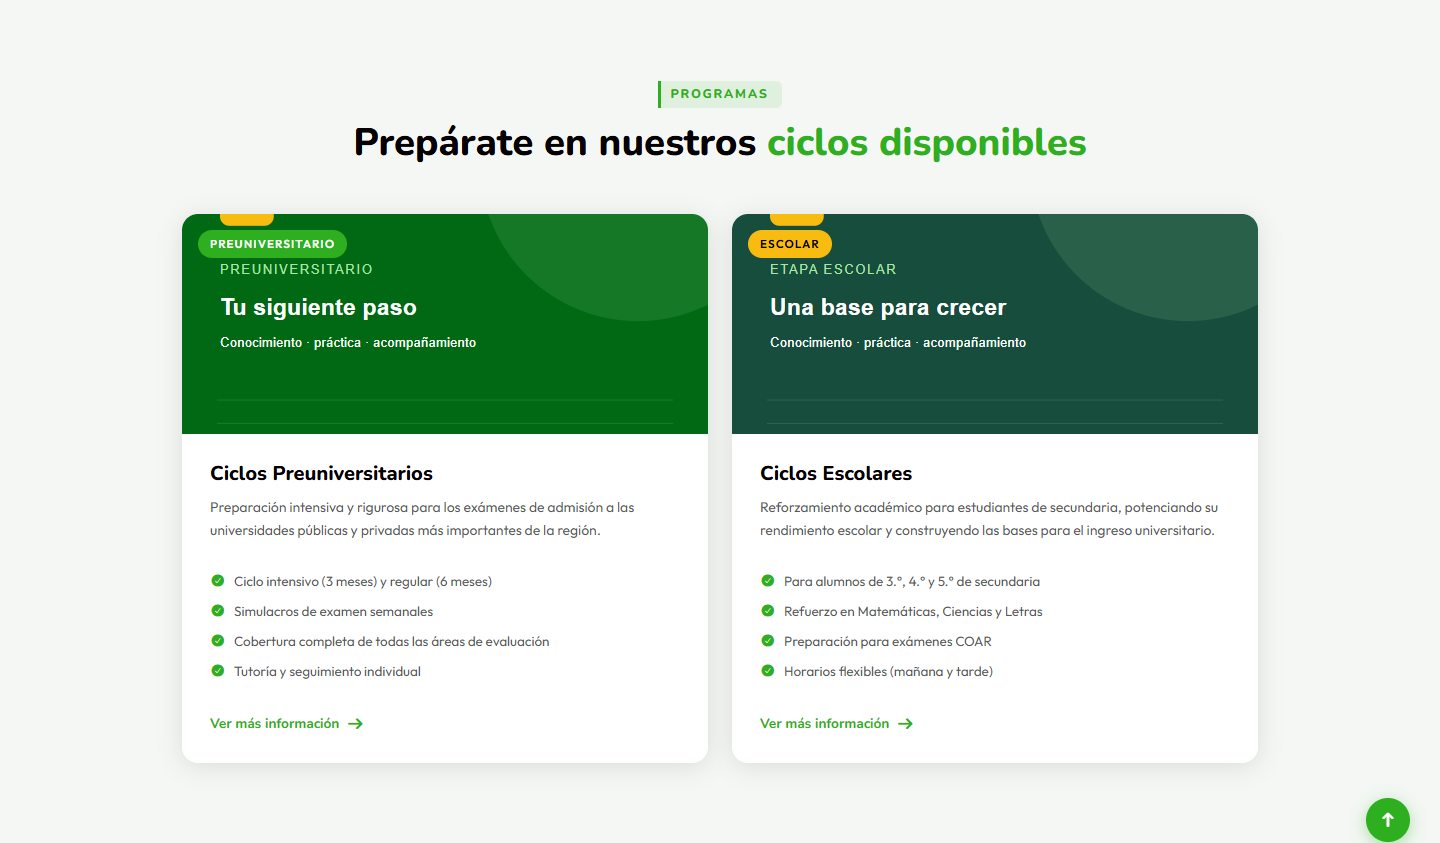 PROGRAMAS
Prepárate en nuestros ciclos disponibles
PREUNIVERSITARIO
PREUNIVERSITARIO
Tu siguiente paso
Conocimiento · práctica · acompañamiento
Ciclos Preuniversitarios
Preparación intensiva y rigurosa para los exámenes de admisión a las
universidades públicas y privadas más importantes de la región.
Ciclo intensivo (3 meses) y regular (6 meses)
Simulacros de examen semanales
Cobertura completa de todas las áreas de evaluación
Tutoría y seguimiento individual
Ver más información
ESCOLAR
ETAPA ESCOLAR
Una base para crecer
Conocimiento · práctica · acompañamiento
Ciclos Escolares
Reforzamiento académico para estudiantes de secundaria, potenciando su
rendimiento escolar y construyendo las bases para el ingreso universitario.
Para alumnos de 3.°, 4.° y 5.° de secundaria
Refuerzo en Matemáticas, Ciencias y Letras
Preparación para exámenes COAR
Horarios flexibles (mañana y tarde)
Ver más información